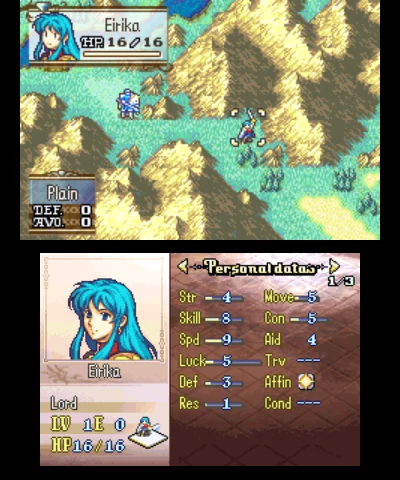 Eirika
HP 16/16
Plain
DEF. 0
AVO. 0
Personal datas
1/3
Str 4 Move 5
Skill 8 Con 5
Spd 9 Aid 4
Luck 5 Trv ---
Def 3 Affin
Res 1 Cond ---
Eirika
Lord
LV 1 E 0
HP 16/16